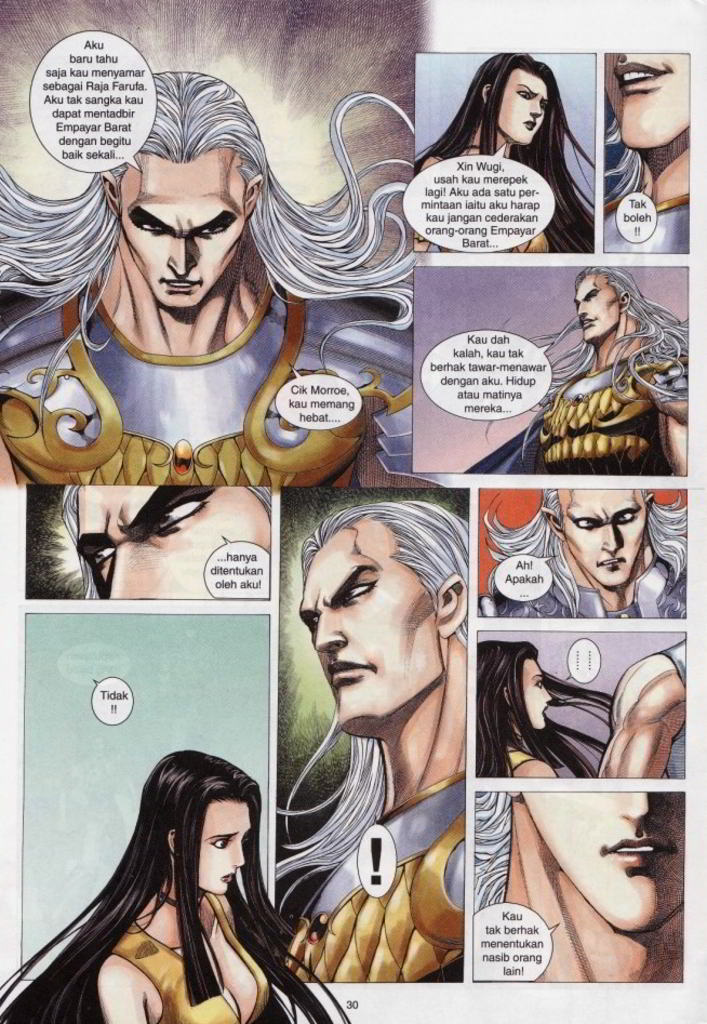 Aku
baru tahu
saja kau menyamar
sebagai Raja Farufa.
Aku tak sangka kau
dapat mentadbir
Empayar Barat
dengan begitu
baik sekali...
Cik Morroe,
kau memang
hebat....
Xin Wugi,
usah kau merepek
lagi! Aku ada satu per-
mintaan iaitu aku harap
kau jangan cederakan
orang-orang Empayar
Barat...
Tak
boleh
!!
Kau dah
kalah, kau tak
berhak tawar-menawar
dengan aku. Hidup
atau matinya
mereka...
...hanya
ditentukan
oleh aku!
Tidak
!!
!
Ah!
Apakah
...
......
Kau
tak berhak
menentukan
nasib orang
lain!
30